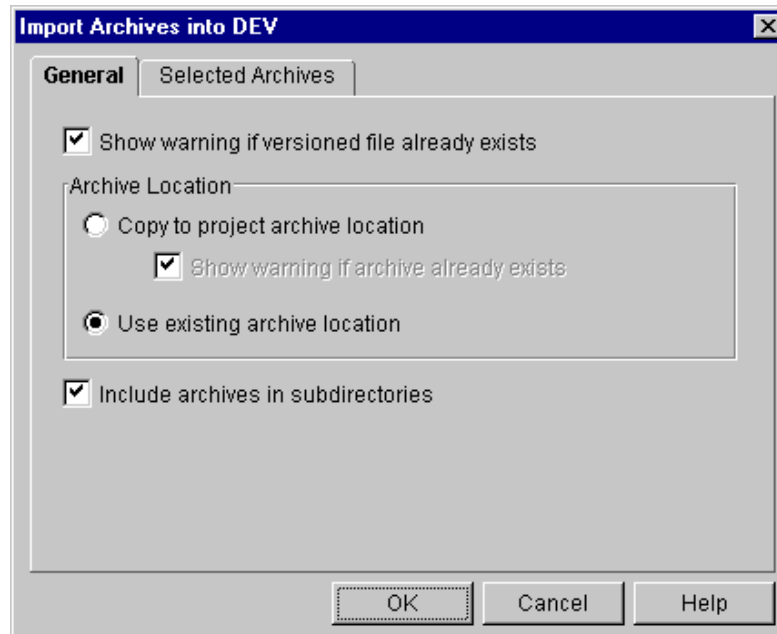 Import Archives into DEV
General
Selected Archives
Show warning if versioned file already exists
Archive Location
Copy to project archive location
Show warning if archive already exists
Use existing archive location
Include archives in subdirectories
OK
Cancel
Help